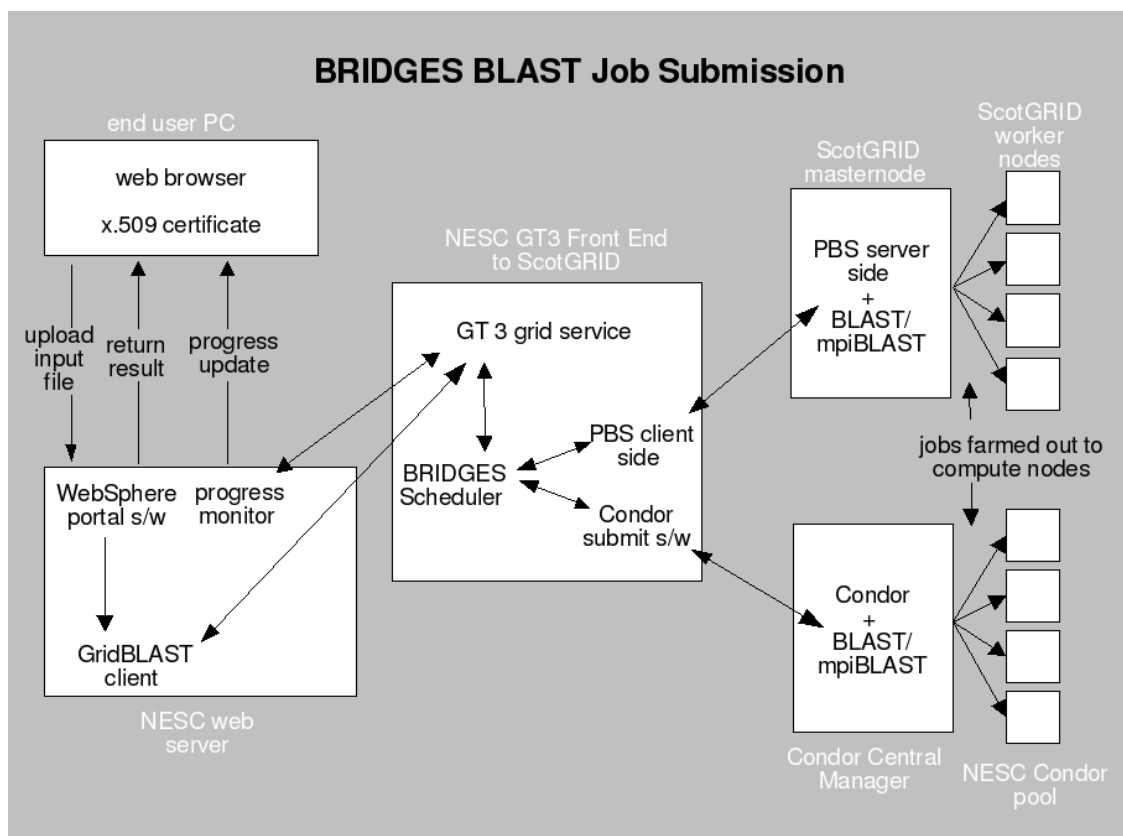 BRIDGES BLAST Job Submission
end user PC
web browser
x.509 certificate
upload
input
file
return
result
progress
update
WebSphere
portal s/w
progress
monitor
GridBLAST
client
NESC web
server
NESC GT3 Front End
to ScotGRID
GT 3 grid service
BRIDGES
Scheduler
PBS client
side
Condor
submit s/w
ScotGRID
masternode
PBS server
side
+
BLAST/
mpiBLAST
ScotGRID
worker
nodes
jobs farmed out to
compute nodes
Condor
+
BLAST/
mpiBLAST
Condor Central
Manager
NESC Condor
pool